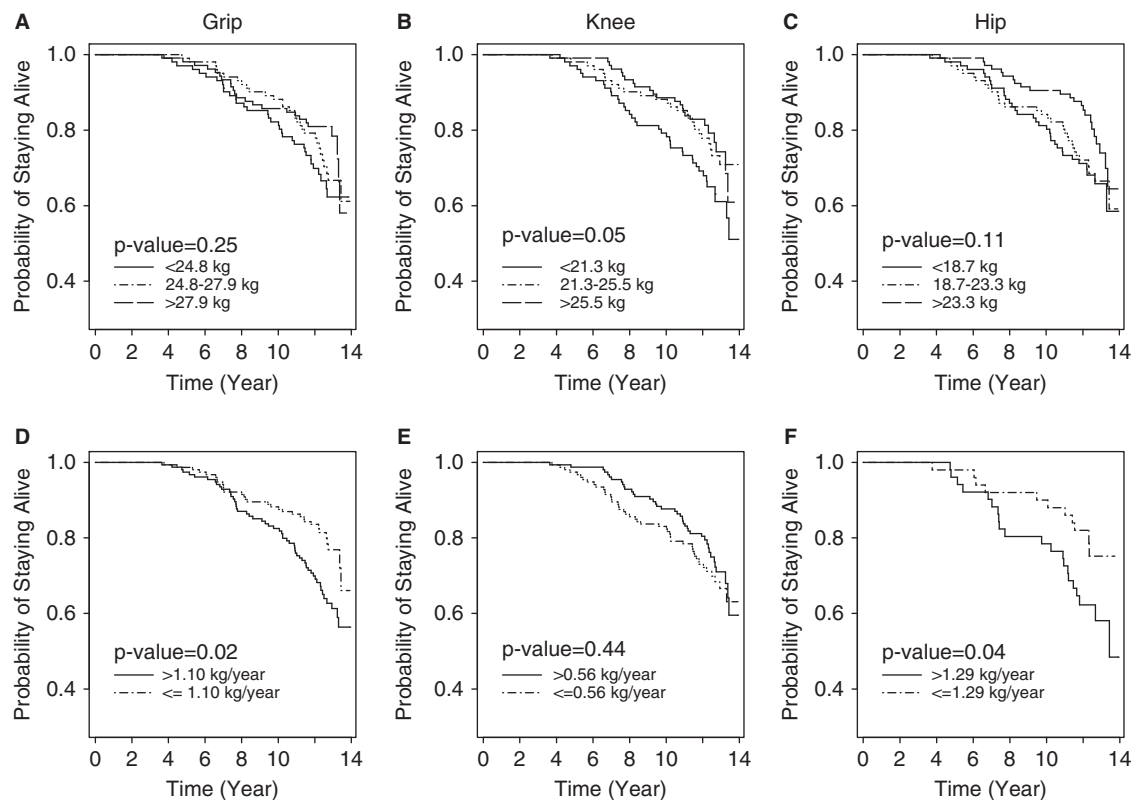 A Grip
Probability of Staying Alive
1.0
0.8
0.6
0.4
p-value=0.25
<24.8 kg
24.8-27.9 kg
>27.9 kg
0 2 4 6 8 10 14
Time (Year)
B Knee
Probability of Staying Alive
1.0
0.8
0.6
0.4
p-value=0.05
<21.3 kg
21.3-25.5 kg
>25.5 kg
0 2 4 6 8 10 14
Time (Year)
C Hip
Probability of Staying Alive
1.0
0.8
0.6
0.4
p-value=0.11
<18.7 kg
18.7-23.3 kg
>23.3 kg
0 2 4 6 8 10 14
Time (Year)
D
Probability of Staying Alive
1.0
0.8
0.6
0.4
p-value=0.02
>1.10 kg/year
<= 1.10 kg/year
0 2 4 6 8 10 14
Time (Year)
E
Probability of Staying Alive
1.0
0.8
0.6
0.4
p-value=0.44
>0.56 kg/year
<=0.56 kg/year
0 2 4 6 8 10 14
Time (Year)
F
Probability of Staying Alive
1.0
0.8
0.6
0.4
p-value=0.04
>1.29 kg/year
<=1.29 kg/year
0 2 4 6 8 10 14
Time (Year)